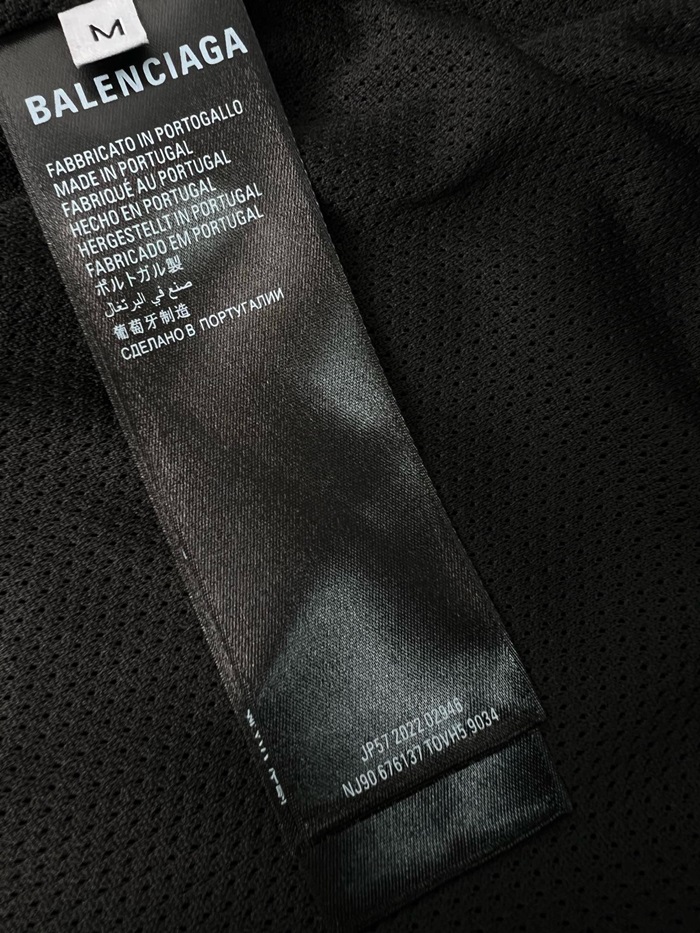 M
BALENCIAGA
FABBRICATO IN PORTOGALLO
MADE IN PORTUGAL
FABRIQUÉ AU PORTUGAL
HECHO EN PORTUGAL
HERGESTELLT IN PORTUGAL
FABRICADO EM PORTUGAL
ポルトガル製
صنع في البرتغال
葡萄牙制造
СДЕЛАНО В ПОРТУГАЛИИ
JP57 2022 02946
NJ90 676137 TOVH5 9034